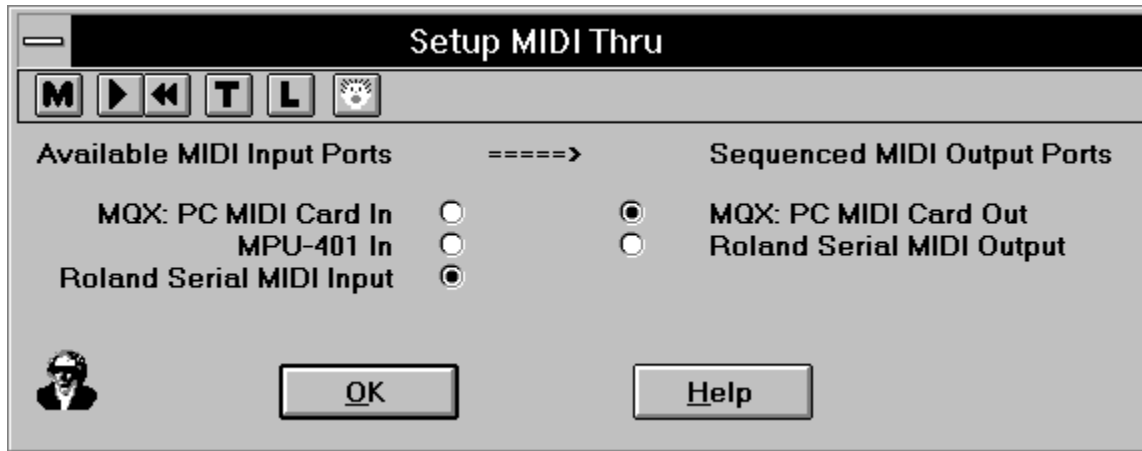 Setup MIDI Thru
M T L
Available MIDI Input Ports =====> Sequenced MIDI Output Ports
MQX: PC MIDI Card In MQX: PC MIDI Card Out
MPU-401 In Roland Serial MIDI Output
Roland Serial MIDI Input
OK Help